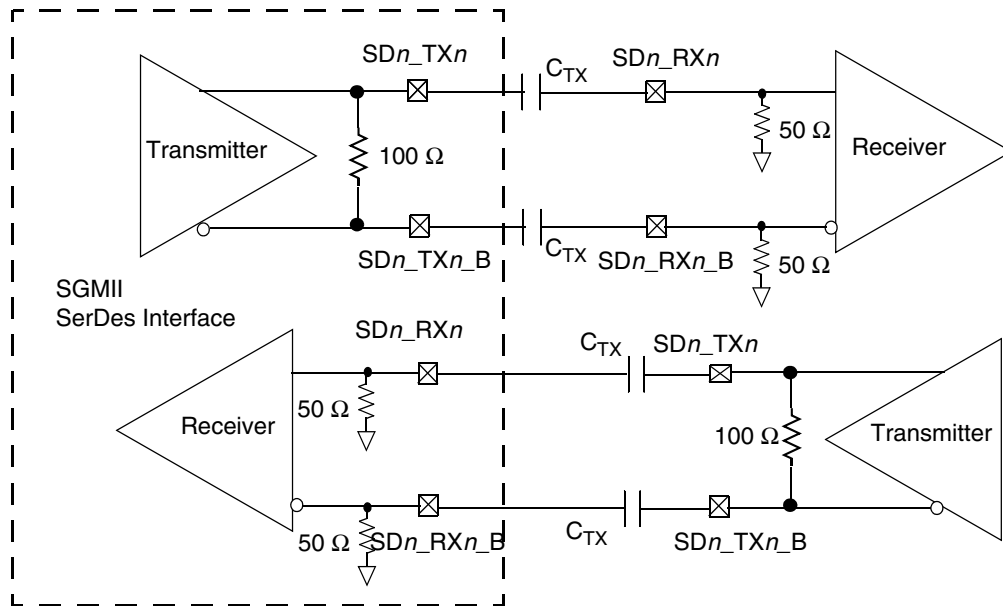 SDn_TXn
CTX
SDn_RXn
Transmitter
100 Ω
50 Ω
Receiver
SDn_TXn_B
CTX
SDn_RXn_B
50 Ω
SGMII
SerDes Interface
SDn_RXn
CTX
SDn_TXn
50 Ω
Receiver
100 Ω
Transmitter
50 Ω
SDn_RXn_B
CTX
SDn_TXn_B